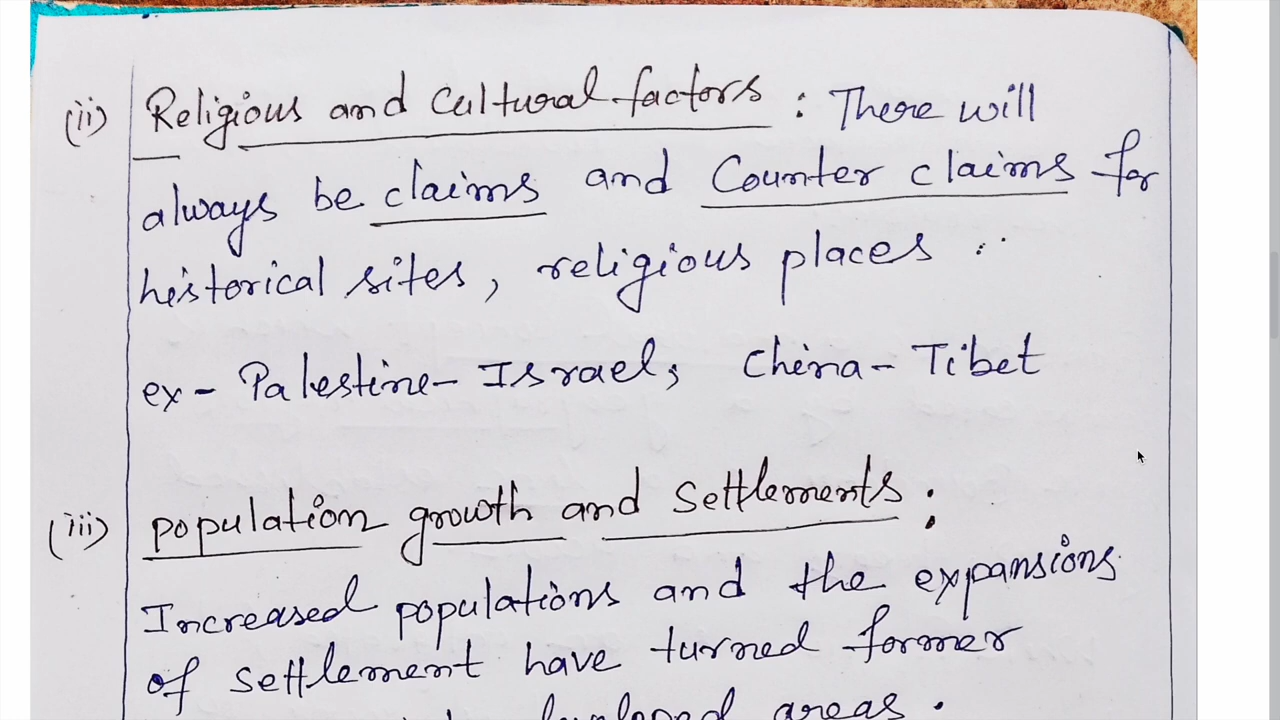 (ii) Religious and Cultural factors : There will
always be claims and Counter claims for
historical sites, religious places
ex - Palestine - Israel, China - Tibet
(iii) population growth and settlements :
Increased populations and the expansions
of settlement have turned former
areas.